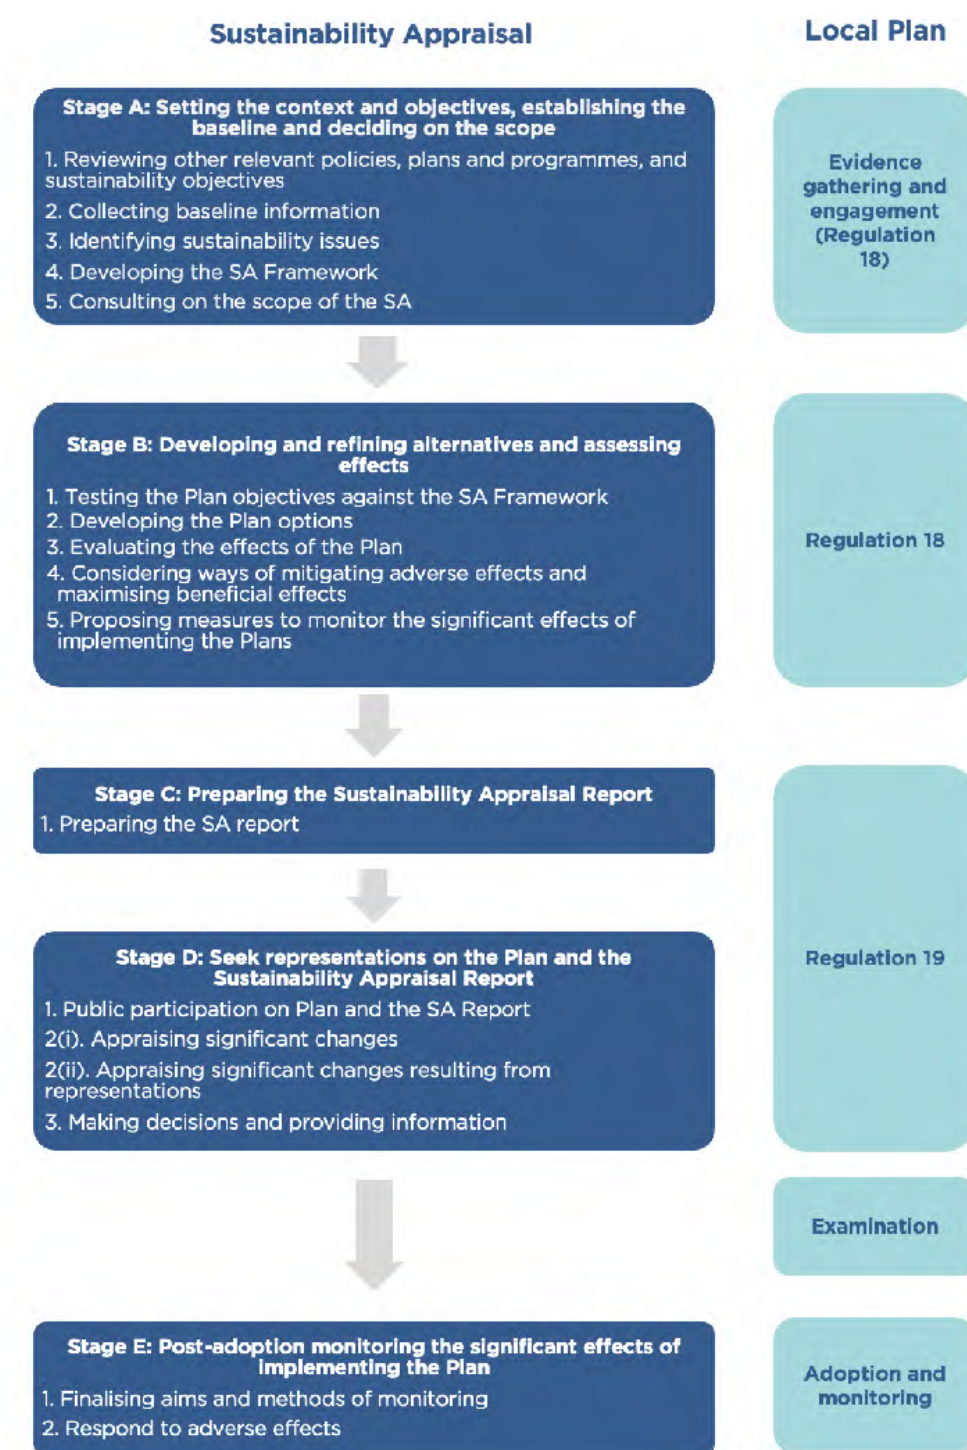 Sustainability Appraisal
Local Plan
Stage A: Setting the context and objectives, establishing the
baseline and deciding on the scope
1. Reviewing other relevant policies, plans and programmes, and
sustainability objectives
2. Collecting baseline information
3. Identifying sustainability issues
4. Developing the SA Framework
5. Consulting on the scope of the SA
Evidence
gathering and
engagement
(Regulation
18)
Stage B: Developing and refining alternatives and assessing
effects
1. Testing the Plan objectives against the SA Framework
2. Developing the Plan options
3. Evaluating the effects of the Plan
4. Considering ways of mitigating adverse effects and
maximising beneficial effects
5. Proposing measures to monitor the significant effects of
implementing the Plans
Regulation 18
Stage C: Preparing the Sustainability Appraisal Report
1. Preparing the SA report
Stage D: Seek representations on the Plan and the
Sustainability Appraisal Report
1. Public participation on Plan and the SA Report
2(i). Appraising significant changes
2(ii). Appraising significant changes resulting from
representations
3. Making decisions and providing information
Regulation 19
Examination
Stage E: Post-adoption monitoring the significant effects of
implementing the Plan
1. Finalising aims and methods of monitoring
2. Respond to adverse effects
Adoption and
monitoring